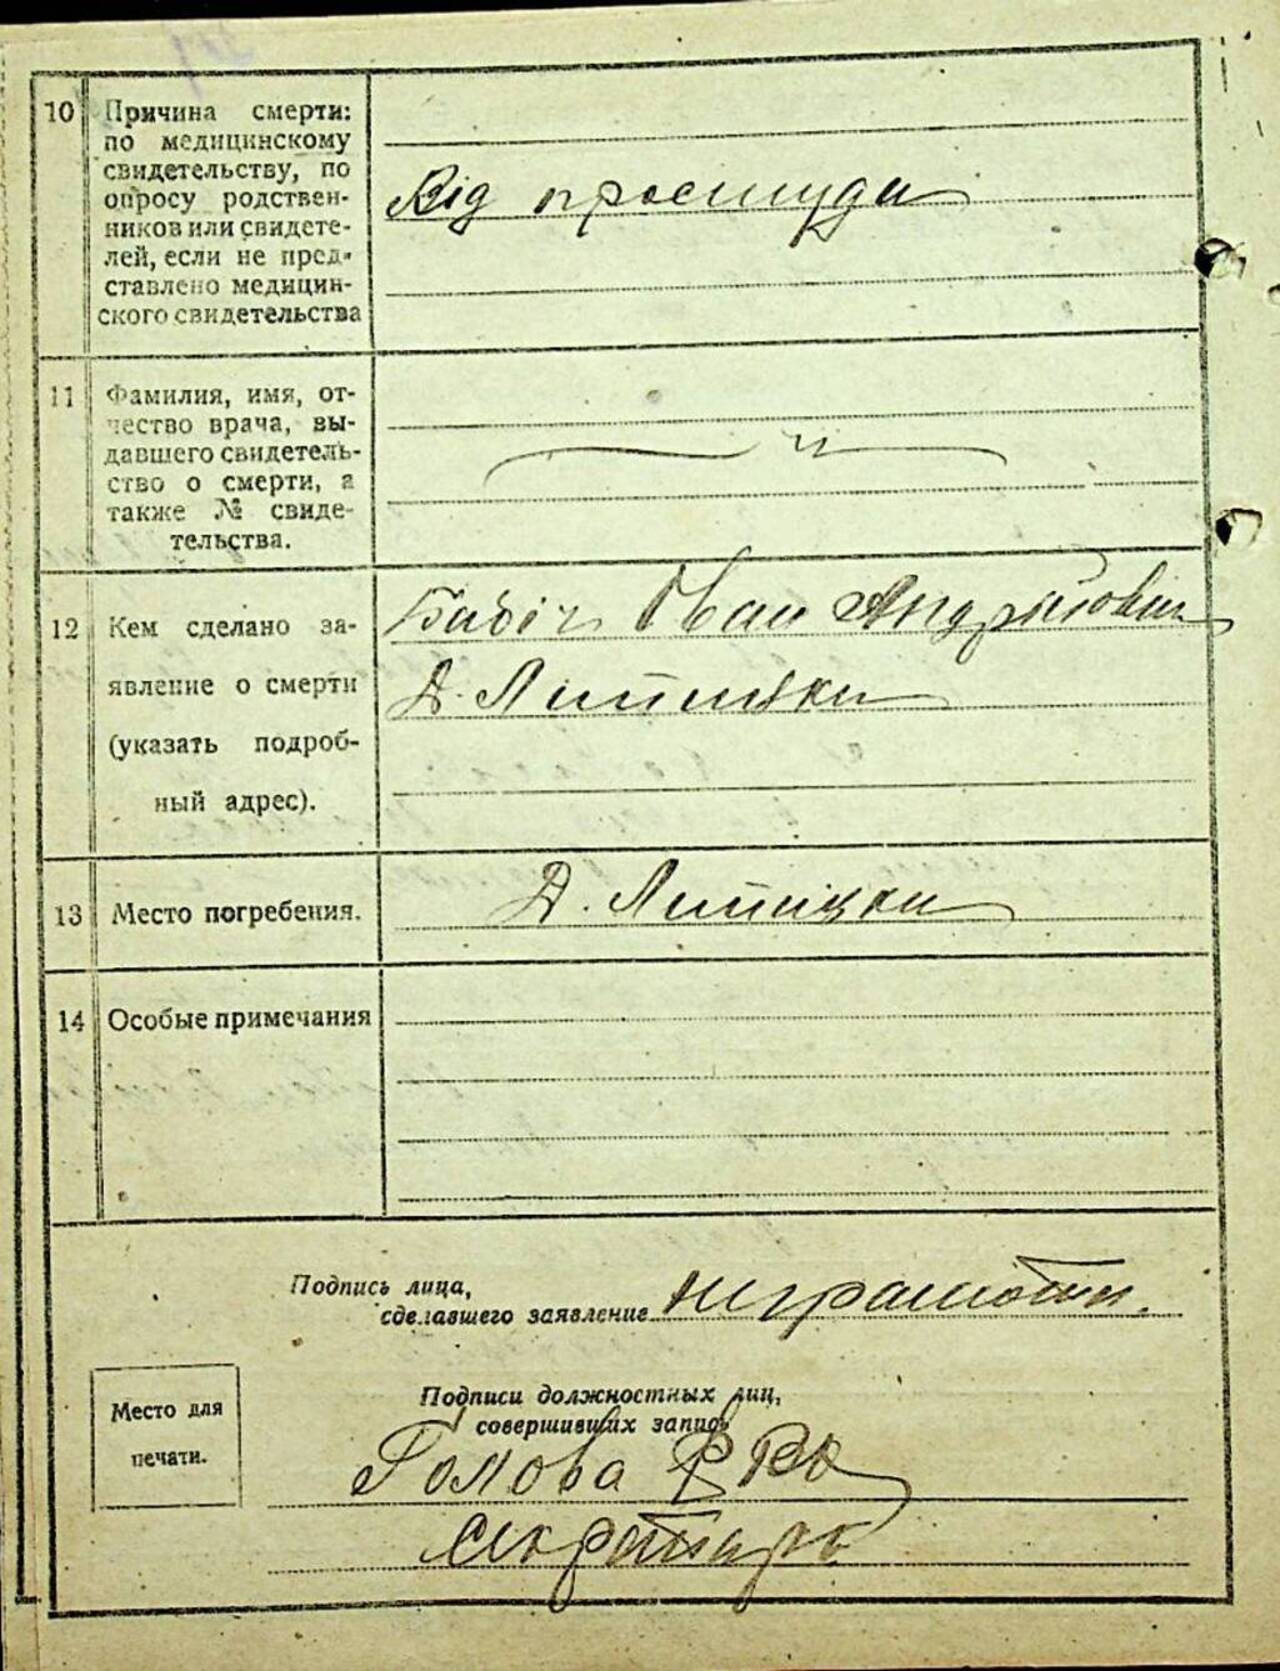 10 Причина смерти:
по медицинскому
свидетельству, по
опросу родствен-
ников или свидете-
лей, если не пред-
ставлено медицин-
ского свидетельства
Від простуди
11 Фамилия, имя, от-
чество врача, вы-
давшего свидетель-
ство о смерти, а
также № свиде-
тельства.
12 Кем сделано за-
явление о смерти
(указать подроб-
ный адрес).
Бабіч Іван Андрійович
Д. Липицки
13 Место погребения.
Д. Липицки
14 Особые примечания
Подпись лица,
сделавшего заявление
Подписи должностных лиц,
совершивших запись
Голова
секретарь
Место для
печати.